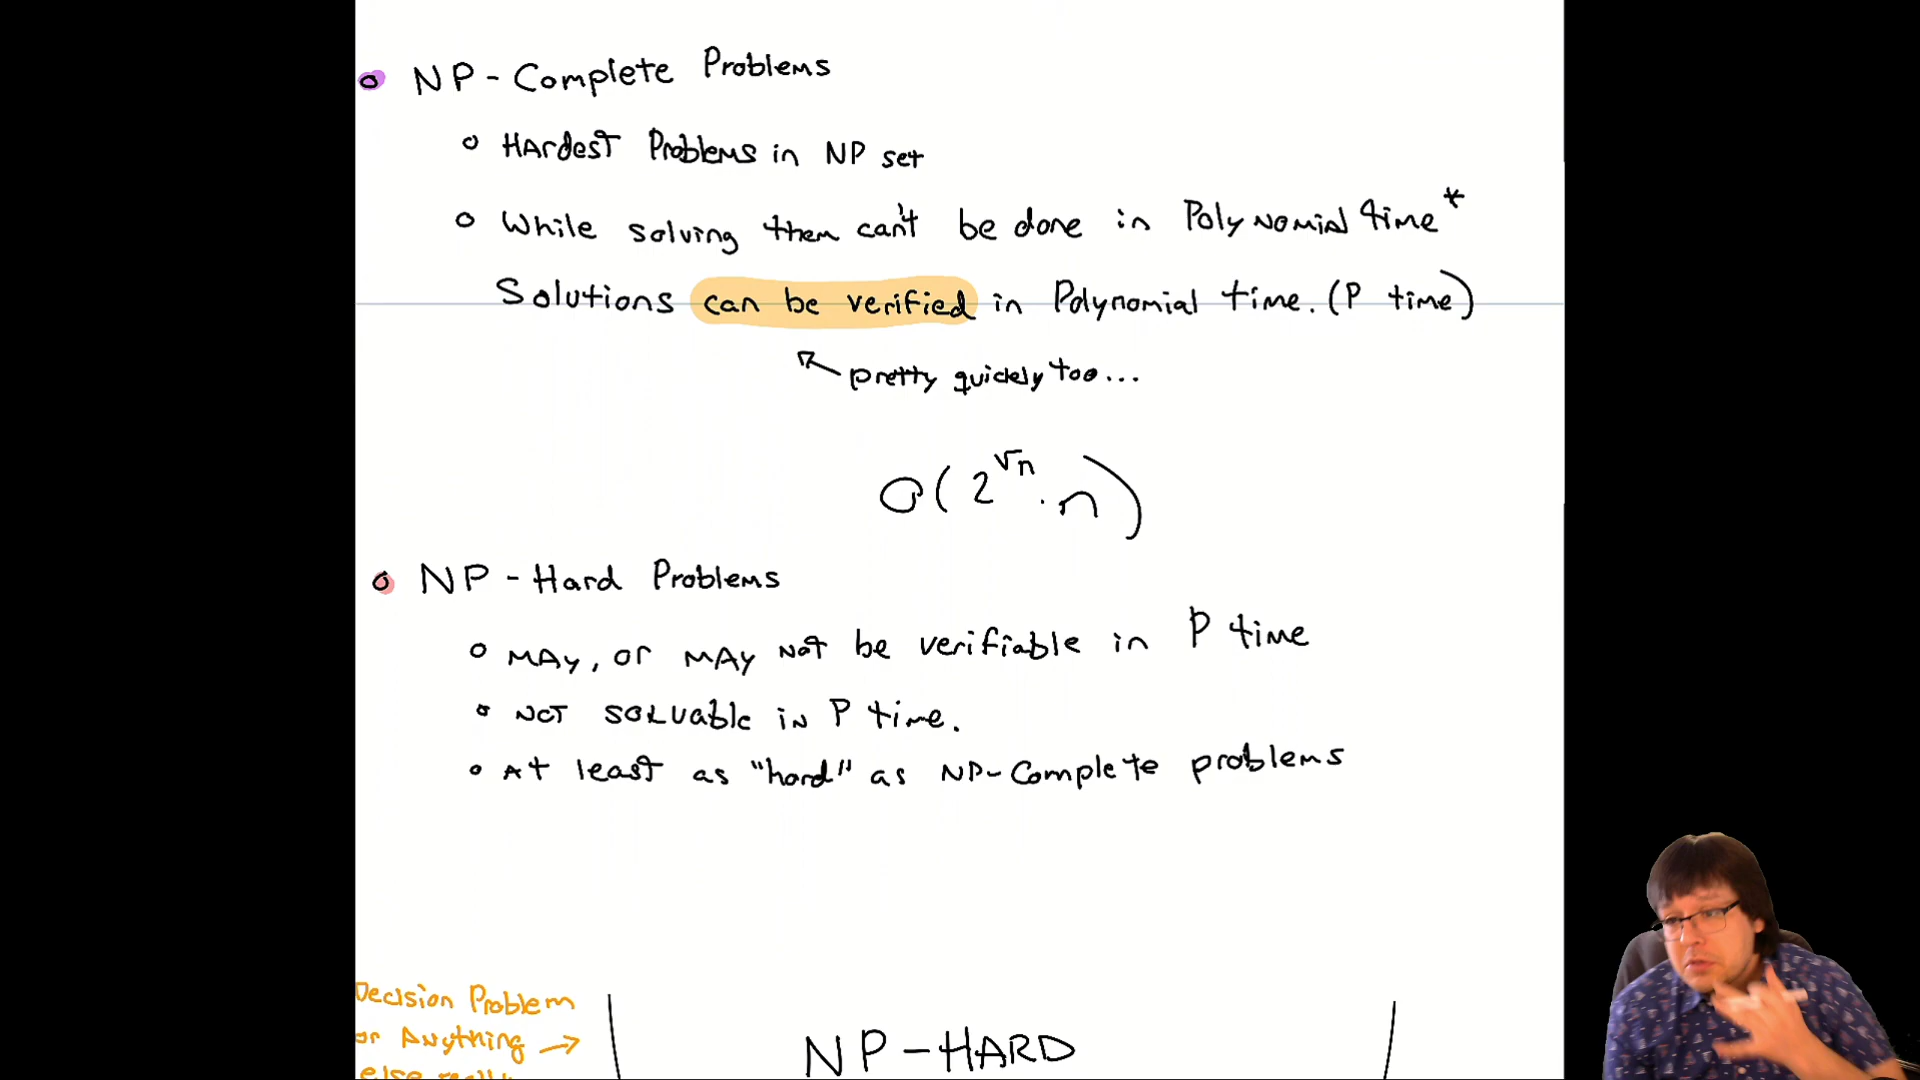 NP-Complete Problems
Hardest Problems in NP set
While solving them can't be done in Polynomial time*
Solutions can be verified in Polynomial time. (P time)
pretty quickly too...
O(2^√n · n)
NP-Hard Problems
MAy, or MAy Not be verifiable in P time
Not Solvable in P time.
At least as "hard" as NP-Complete problems
Decision Problem
or Anything
else really
NP-HARD